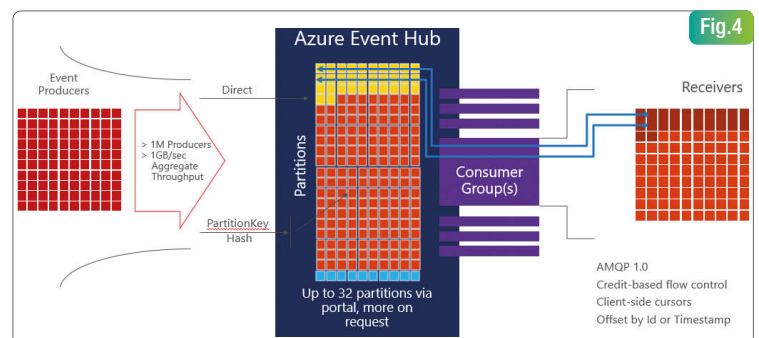 Fig.4
Azure Event Hub
Event
Producers
Direct
Receivers
> 1M Producers
> 1GB/sec
Aggregate
Throughput
Partitions
Consumer
Group(s)
PartitionKey
Hash
Up to 32 partitions via
portal, more on
request
AMQP 1.0
Credit-based flow control
Client-side cursors
Offset by Id or Timestamp